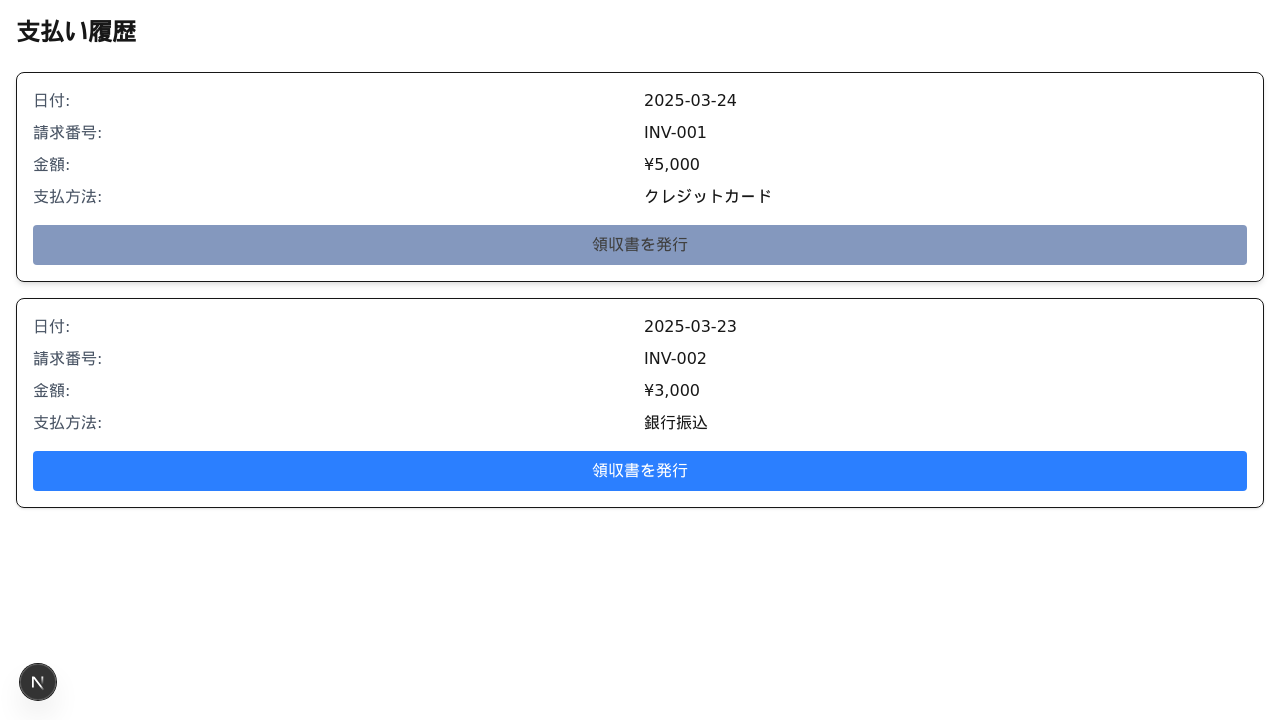 支払い履歴
日付: 2025-03-24
請求番号: INV-001
金額: ¥5,000
支払方法: クレジットカード
領収書を発行
日付: 2025-03-23
請求番号: INV-002
金額: ¥3,000
支払方法: 銀行振込
領収書を発行
N